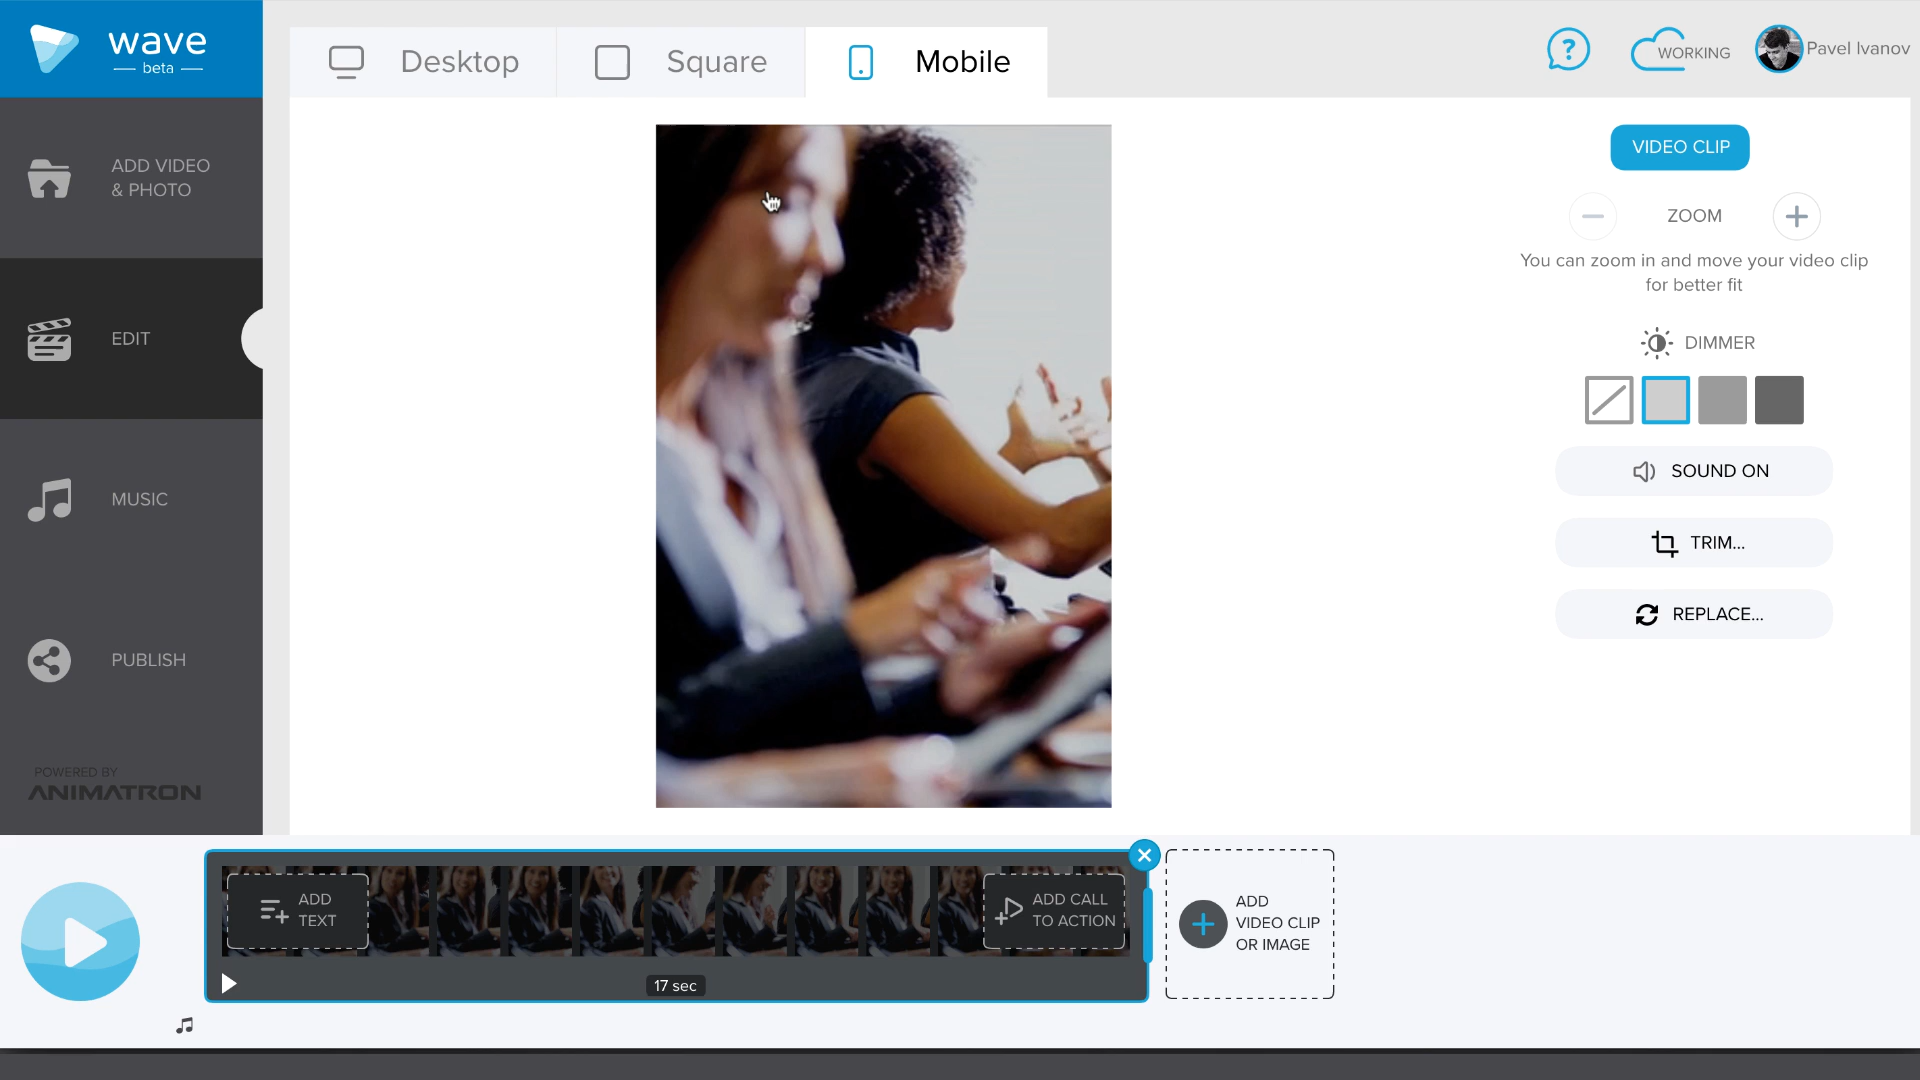 wave
beta
Desktop
Square
Mobile
?
WORKING
Pavel Ivanov
ADD VIDEO
& PHOTO
EDIT
MUSIC
PUBLISH
POWERED BY
ANIMATRON
VIDEO CLIP
ZOOM
You can zoom in and move your video clip
for better fit
DIMMER
SOUND ON
TRIM...
REPLACE...
ADD
TEXT
ADD CALL
TO ACTION
17 sec
ADD
VIDEO CLIP
OR IMAGE